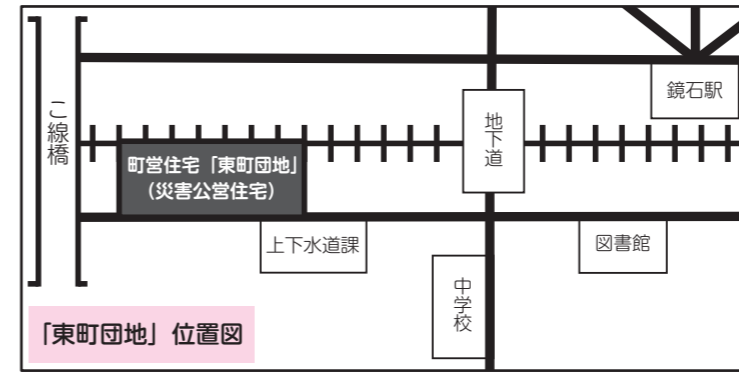 こ線橋
鏡石駅
地下道
町営住宅「東町団地」
（災害公営住宅）
上下水道課
図書館
中学校
「東町団地」位置図